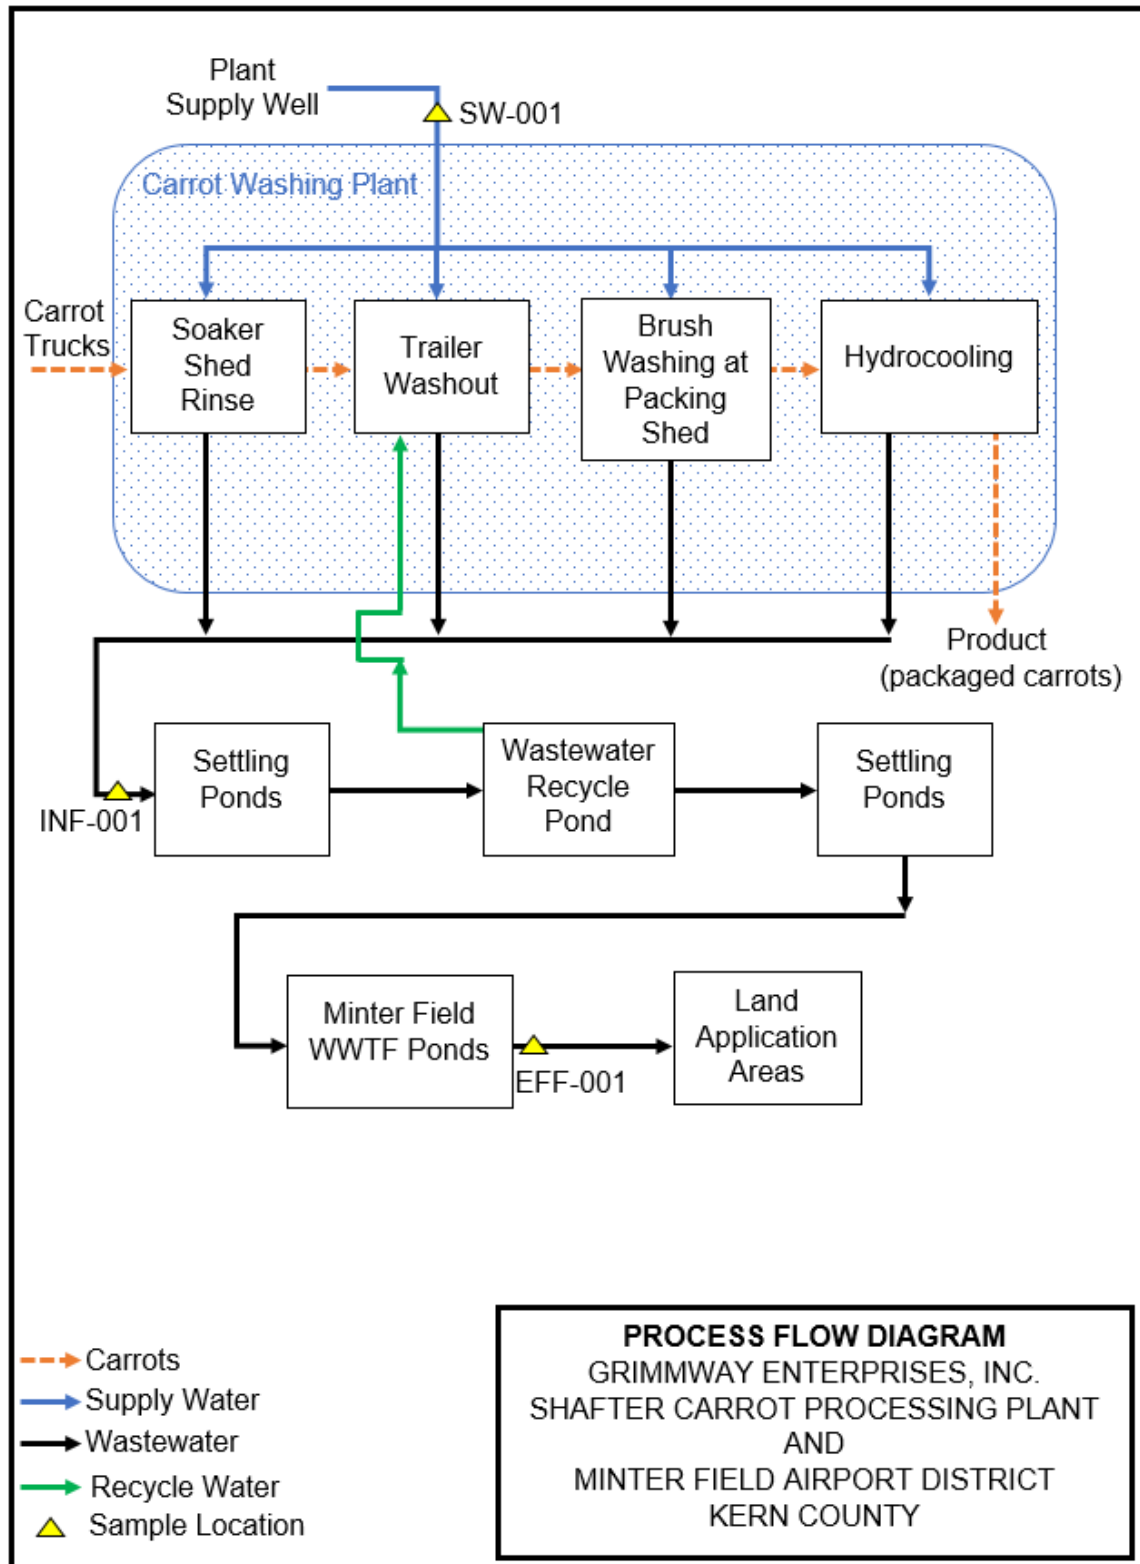 Plant
Supply Well
SW-001
Carrot Washing Plant
Carrot
Trucks
Soaker
Shed
Rinse
Trailer
Washout
Brush
Washing at
Packing
Shed
Hydrocooling
Product
(packaged carrots)
Settling
Ponds
Wastewater
Recycle
Pond
Settling
Ponds
INF-001
Minter Field
WWTF Ponds
EFF-001
Land
Application
Areas
Carrots
Supply Water
Wastewater
Recycle Water
Sample Location
PROCESS FLOW DIAGRAM
GRIMMWAY ENTERPRISES, INC.
SHAFTER CARROT PROCESSING PLANT
AND
MINTER FIELD AIRPORT DISTRICT
KERN COUNTY